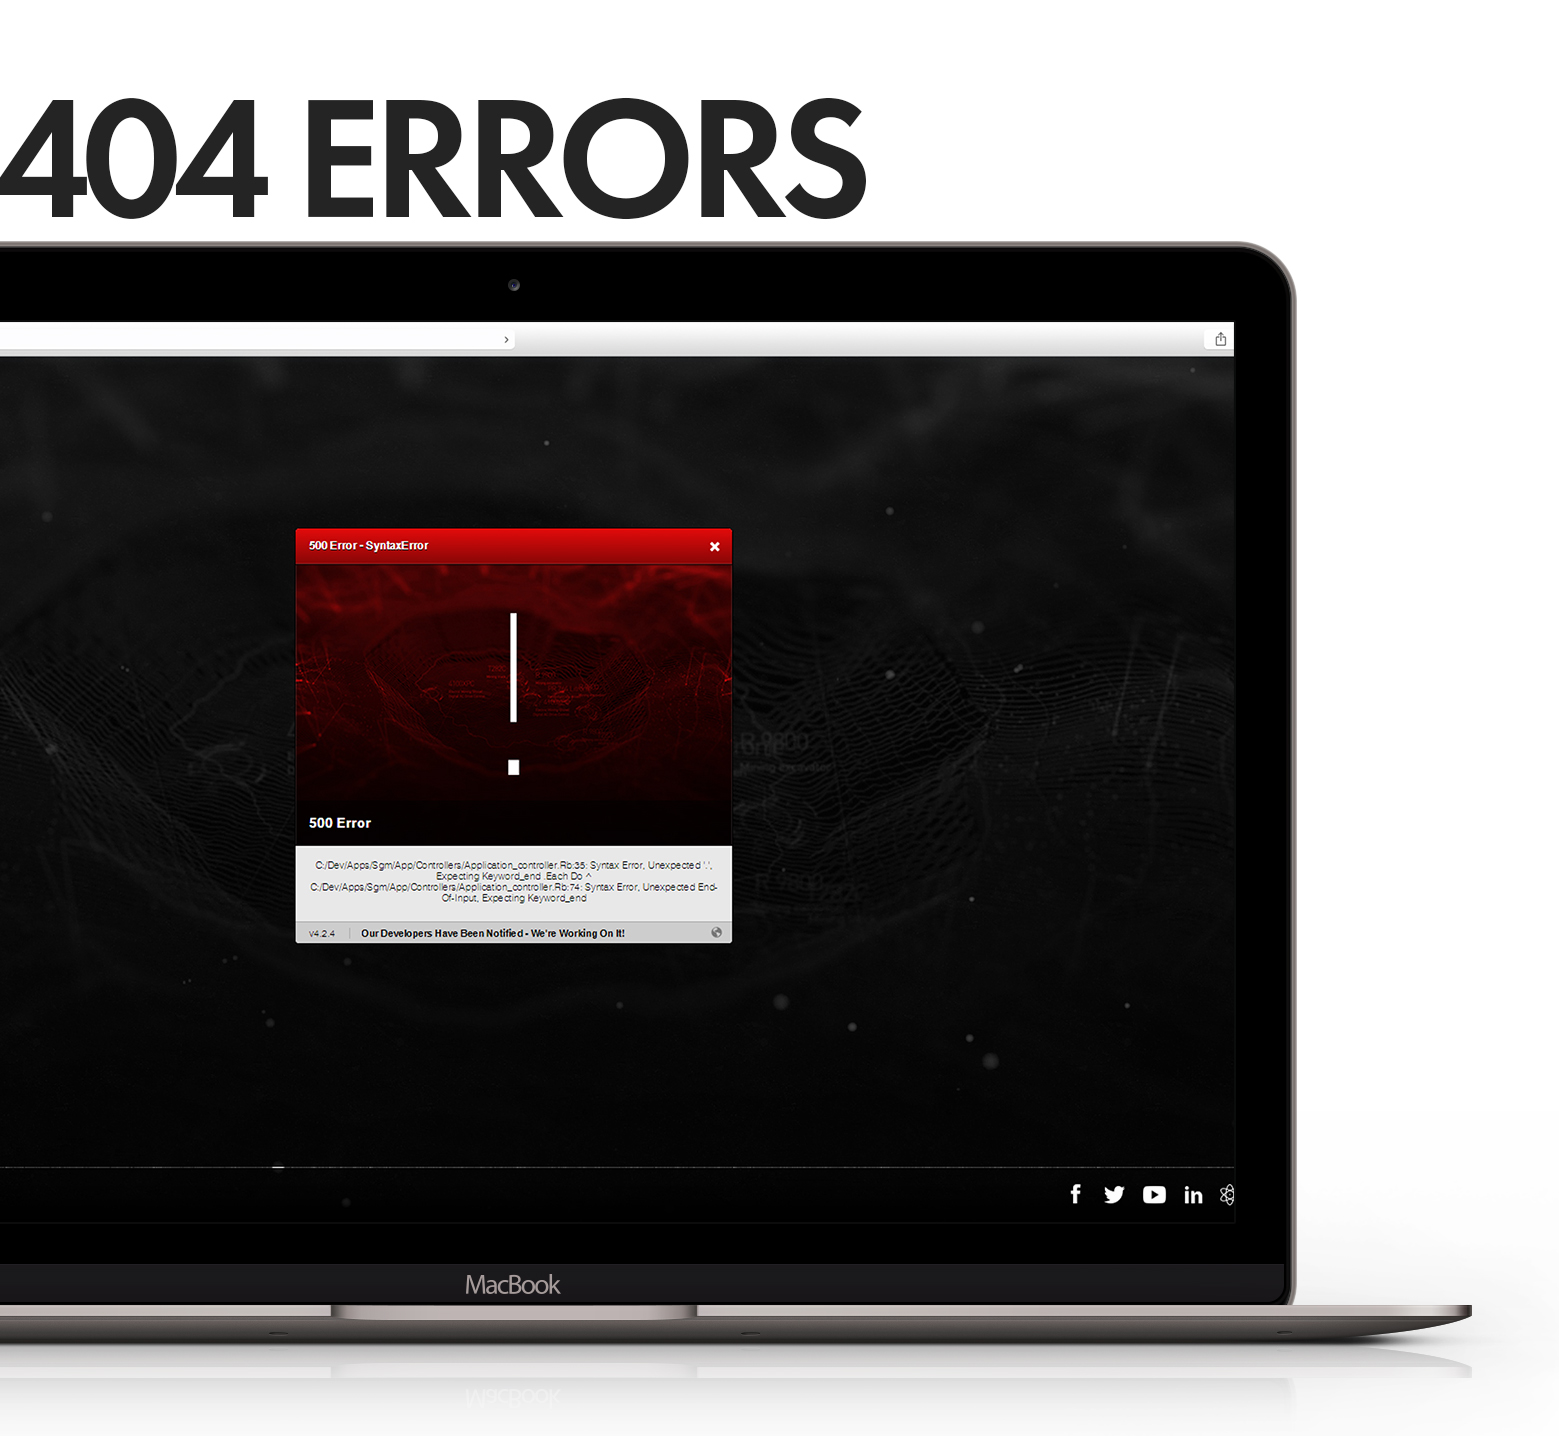 404 ERRORS
500 Error - SyntaxError
500 Error
C:/Dev/Apps/Sgm/App/Controllers/Application_controller.Rb:35: Syntax Error, Unexpected '.',
Expecting Keyword_end .Each Do ^
C:/Dev/Apps/Sgm/App/Controllers/Application_controller.Rb:74: Syntax Error, Unexpected End-
Of-Input, Expecting Keyword_end
v4.2.4 Our Developers Have Been Notified - We're Working On It!
MacBook